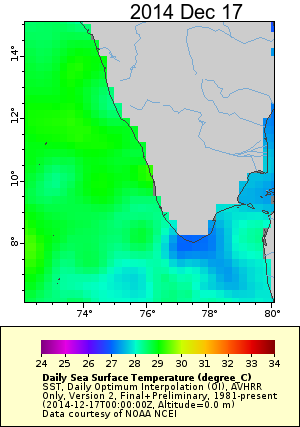 2014 Dec 17
14°
12°
10°
8°
74° 76° 78° 80°
24 25 26 27 28 29 30 31 32 33 34
Daily Sea Surface Temperature (degree_C)
SST, Daily Optimum Interpolation (OI), AVHRR
Only, Version 2, Final+Preliminary, 1981-present
(2014-12-17T00:00:00Z, Altitude=0.0 m)
Data courtesy of NOAA NCEI